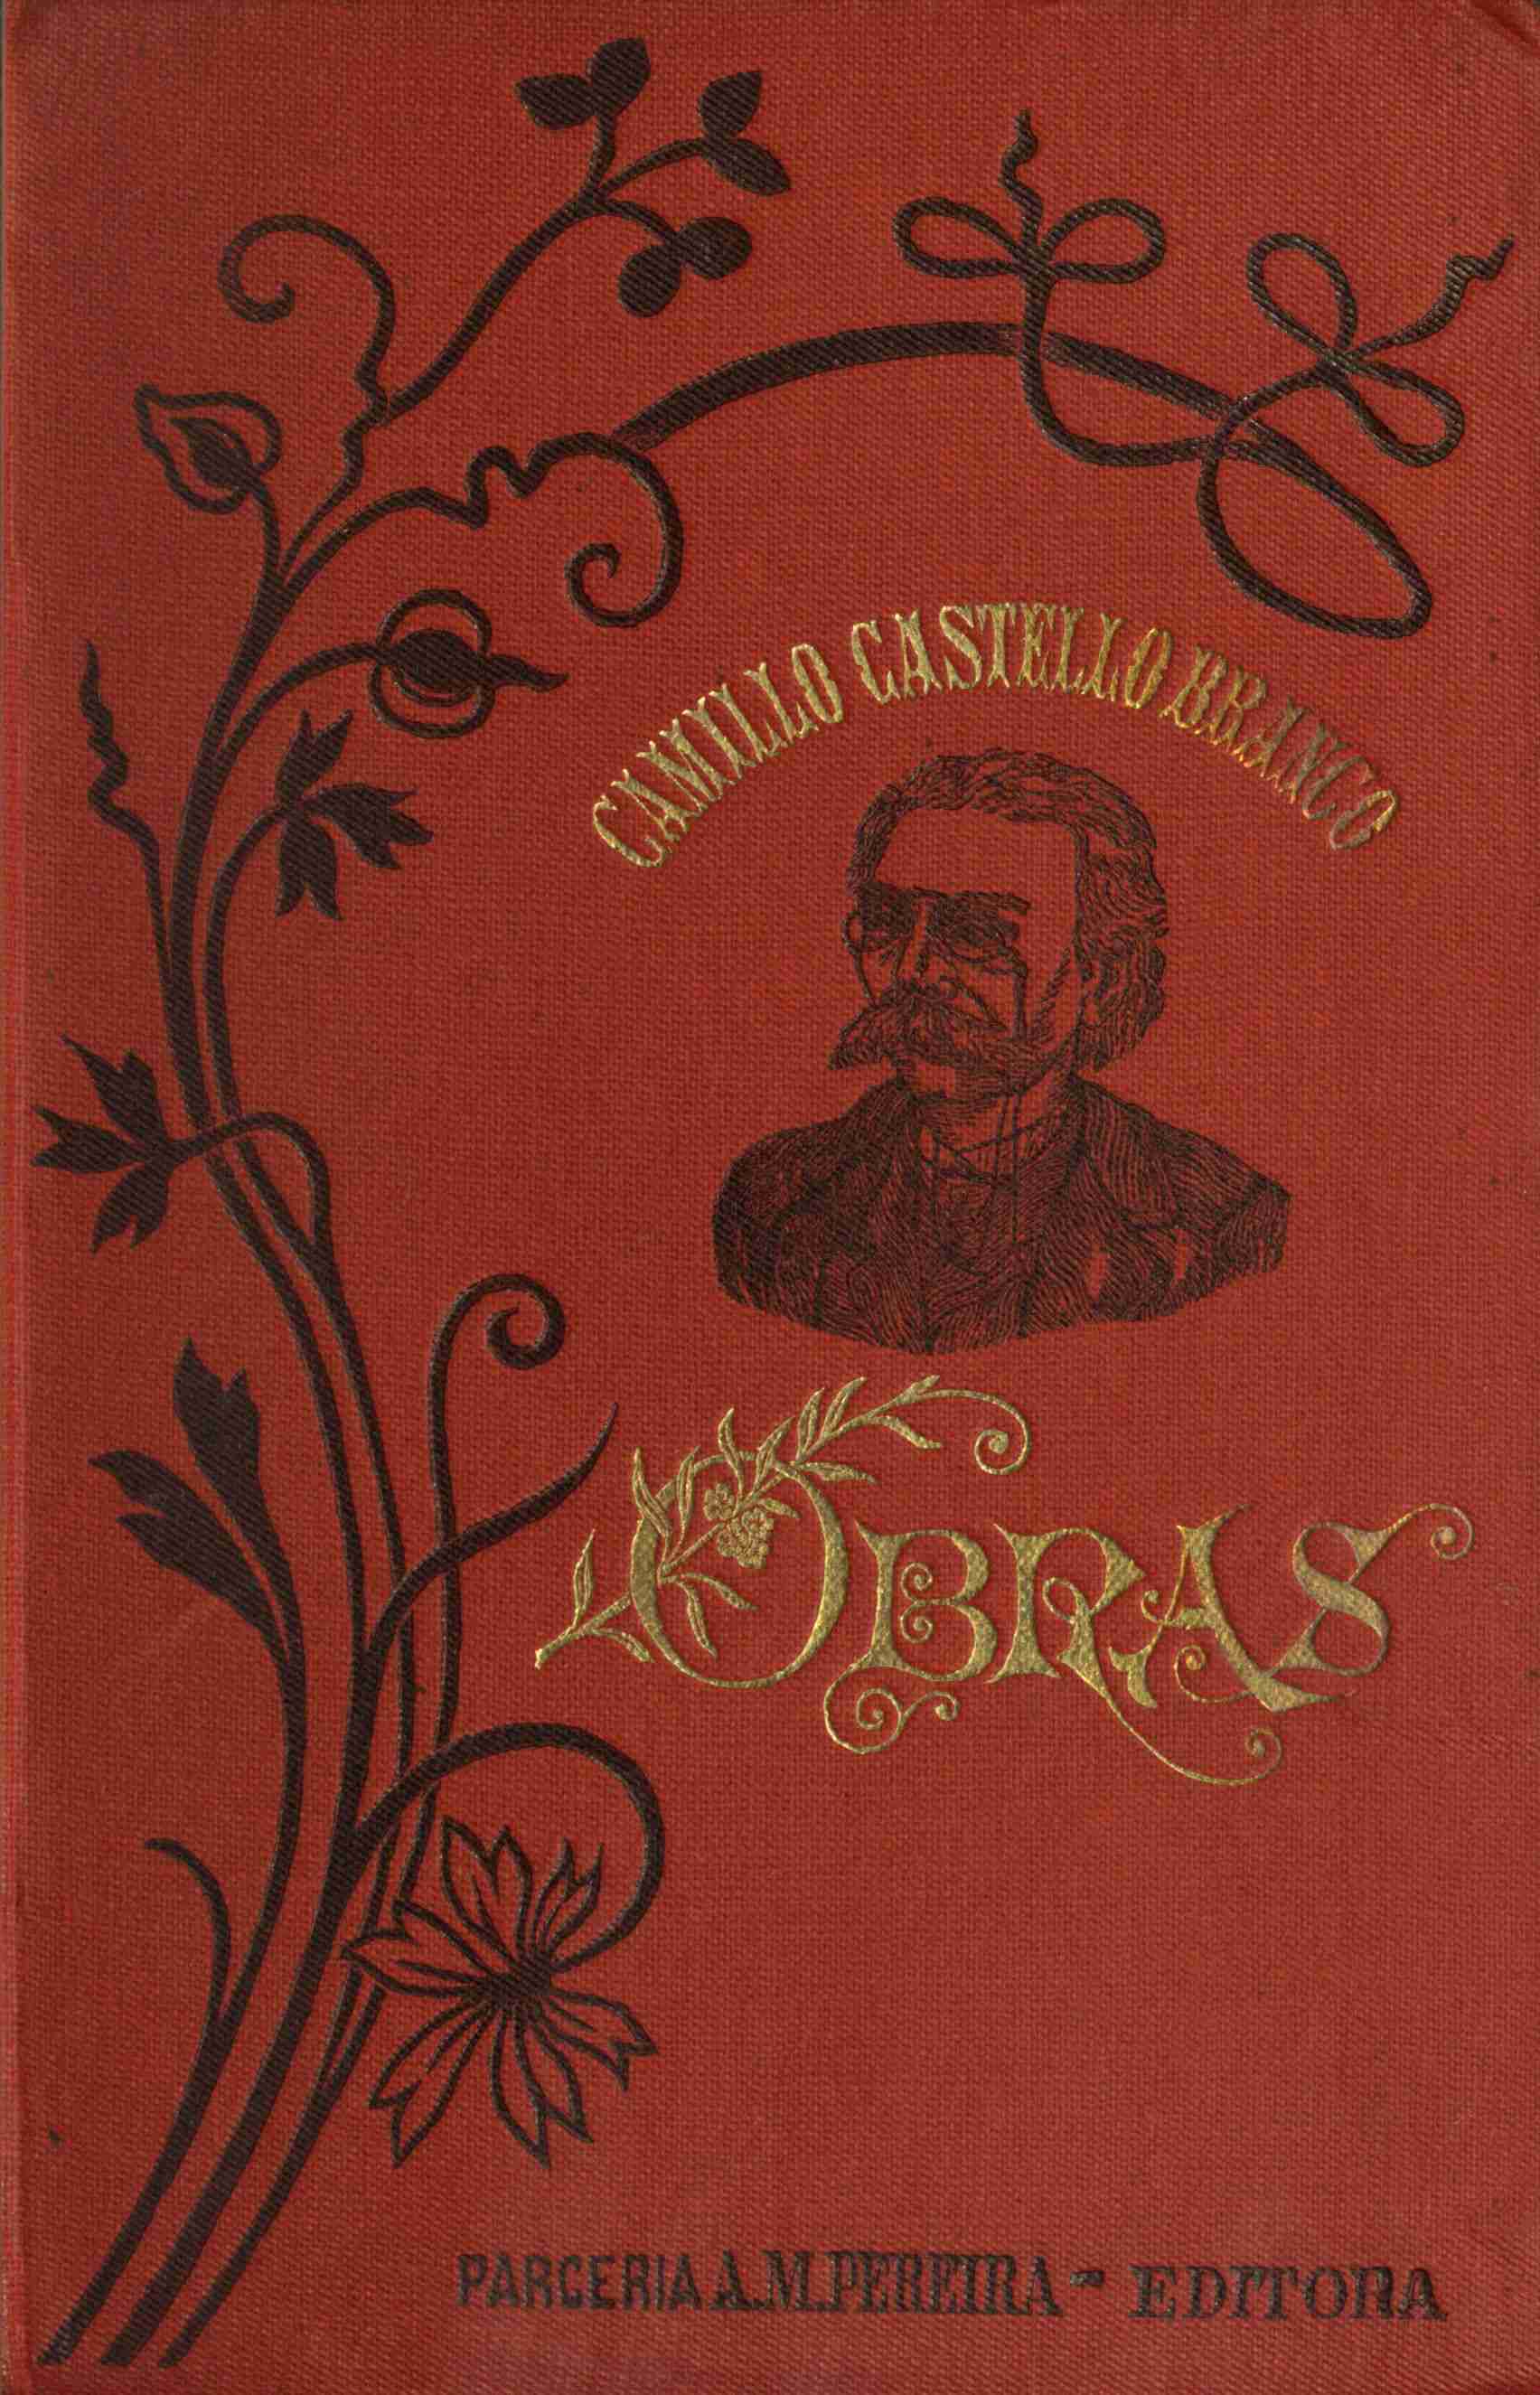 CAMILLO CASTELLO BRANCO
OBRAS
PARCERIA A.M. PEREIRA - EDITORA